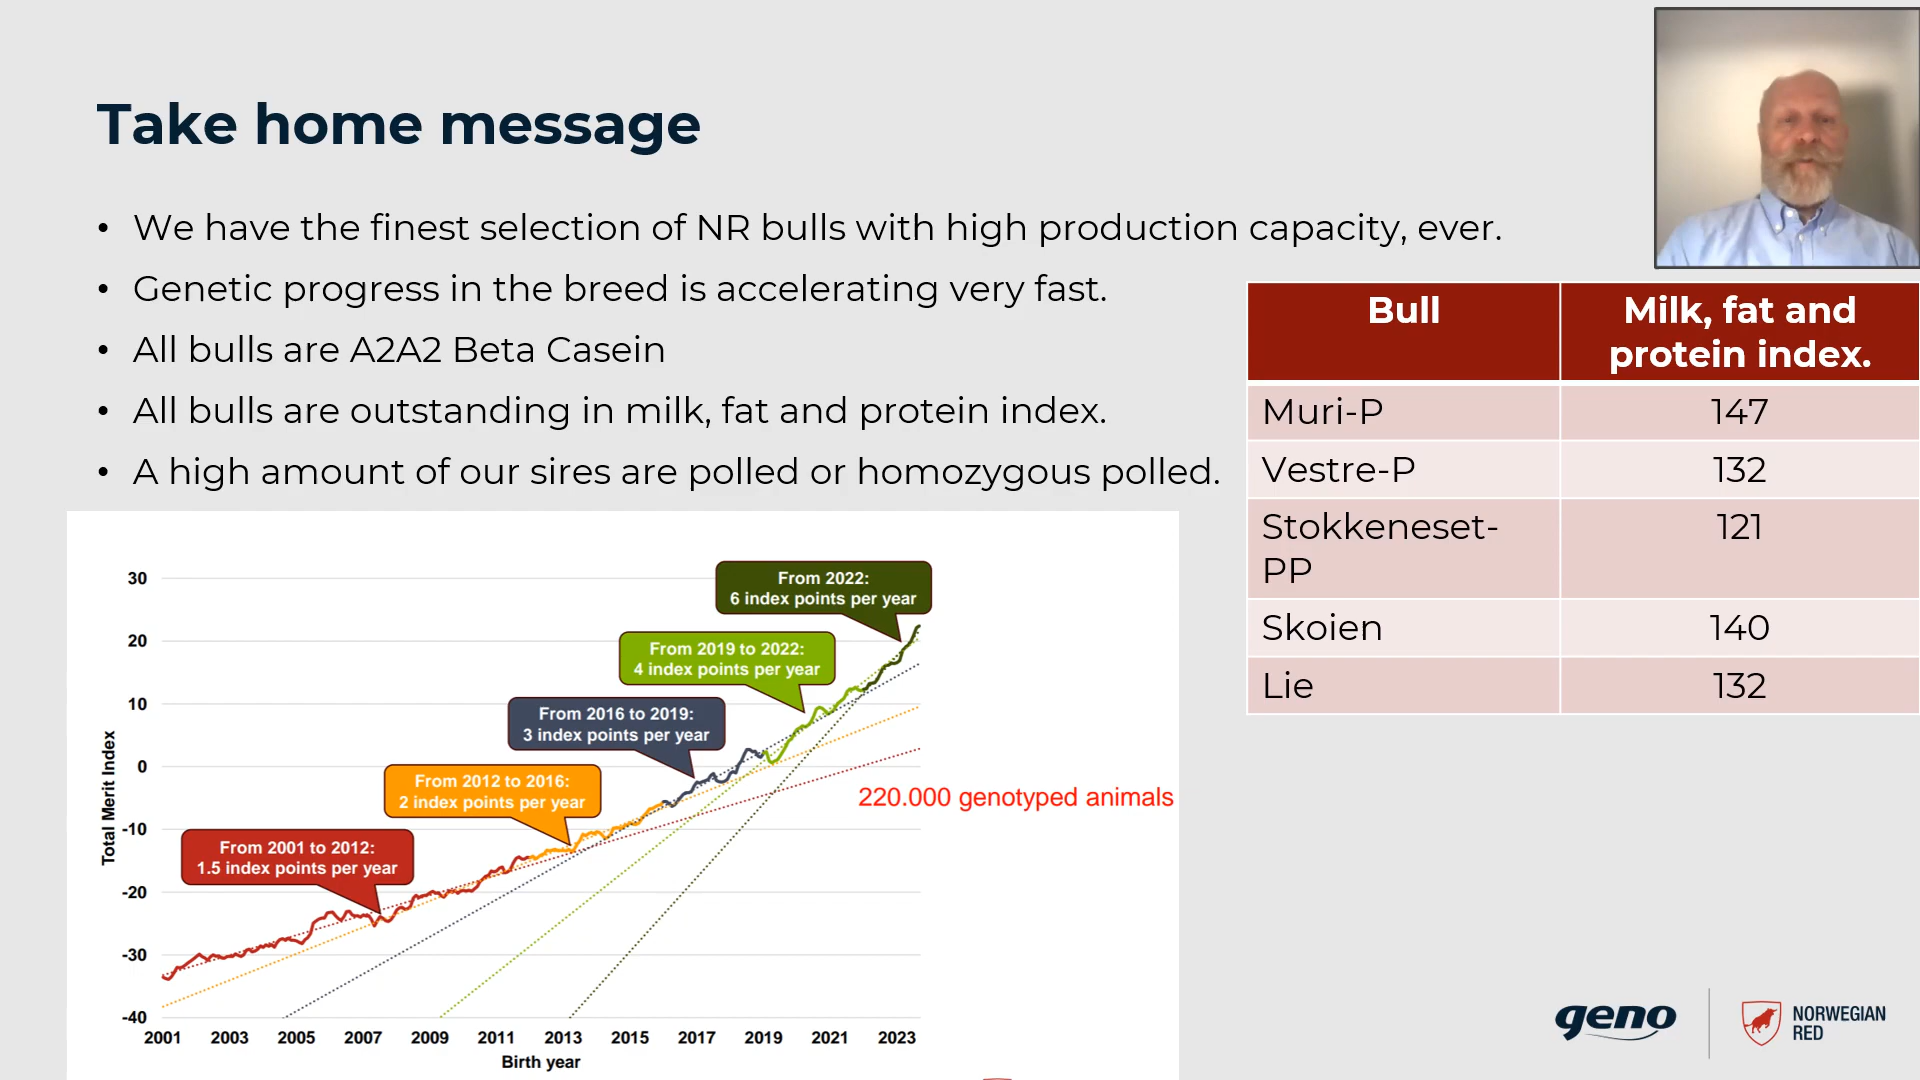 Take home message
• We have the finest selection of NR bulls with high production capacity, ever.
• Genetic progress in the breed is accelerating very fast.
• All bulls are A2A2 Beta Casein
• All bulls are outstanding in milk, fat and protein index.
• A high amount of our sires are polled or homozygous polled.
Bull
Milk, fat and
protein index.
Muri-P 147
Vestre-P 132
Stokkeneset- 121
PP
Skoien 140
Lie 132
Total Merit Index
30
20
10
0
-10
-20
-30
-40
From 2022:
6 index points per year
From 2019 to 2022:
4 index points per year
From 2016 to 2019:
3 index points per year
From 2012 to 2016:
2 index points per year
From 2001 to 2012:
1.5 index points per year
220.000 genotyped animals
2001 2003 2005 2007 2009 2011 2013 2015 2017 2019 2021 2023
Birth year
geno
NORWEGIAN
RED